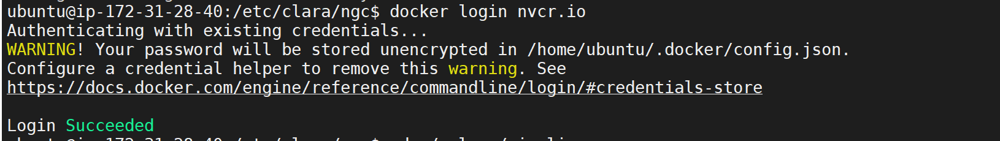 ubuntu@ip-172-31-28-40:/etc/clara/ngc$ docker login nvcr.io
Authenticating with existing credentials...
WARNING! Your password will be stored unencrypted in /home/ubuntu/.docker/config.json.
Configure a credential helper to remove this warning. See
https://docs.docker.com/engine/reference/commandline/login/#credentials-store
Login Succeeded